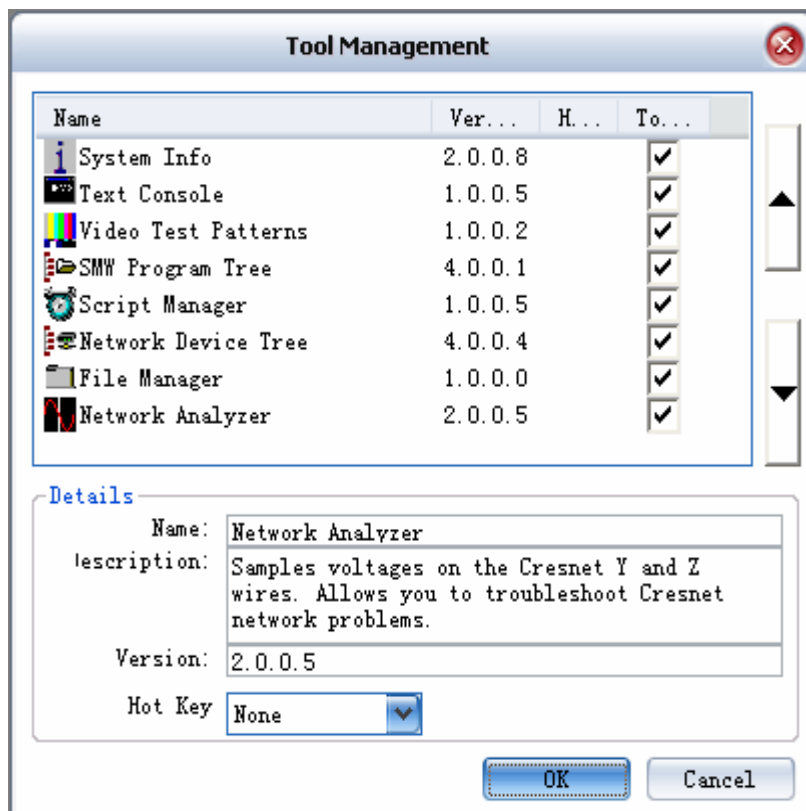 Tool Management
Name Ver... H... To...
System Info 2.0.0.8
Text Console 1.0.0.5
Video Test Patterns 1.0.0.2
SMW Program Tree 4.0.0.1
Script Manager 1.0.0.5
Network Device Tree 4.0.0.4
File Manager 1.0.0.0
Network Analyzer 2.0.0.5
Details
Name: Network Analyzer
escription: Samples voltages on the Cresnet Y and Z
wires. Allows you to troubleshoot Cresnet
network problems.
Version: 2.0.0.5
Hot Key None
OK Cancel